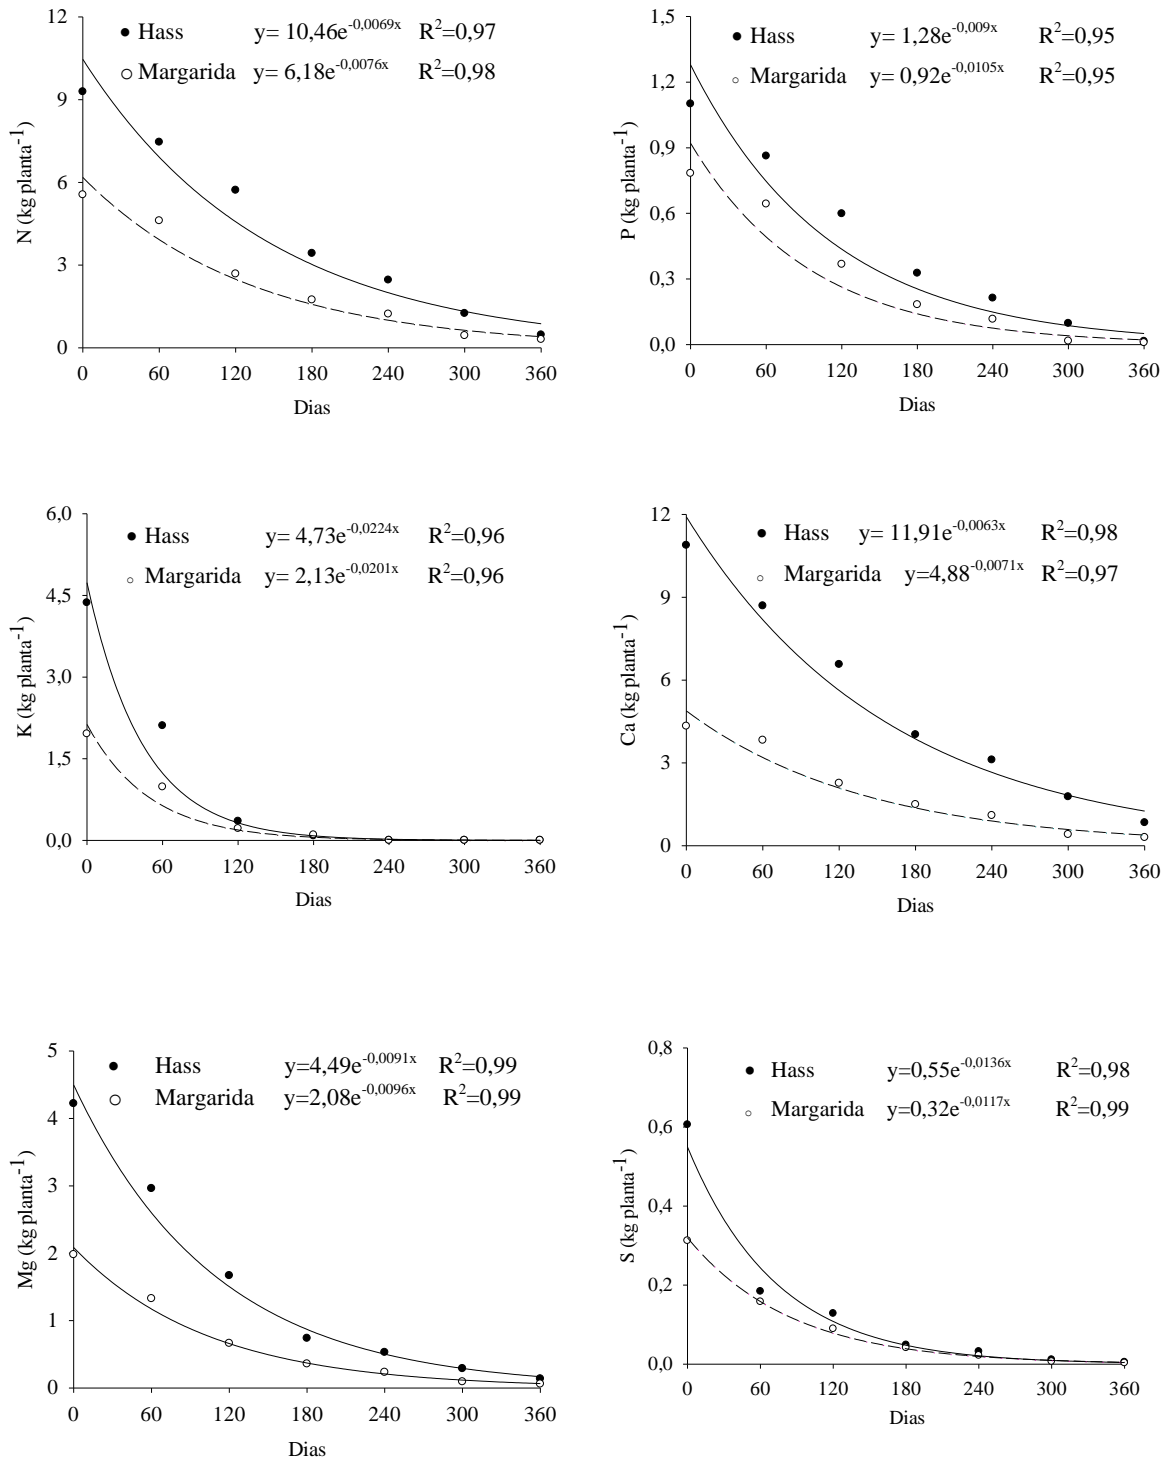 12
9
6
3
0
N (kg planta⁻¹)
● Hass y= 10,46e⁻⁰,⁰⁰⁶⁹ˣ R²=0,97
○ Margarida y= 6,18e⁻⁰,⁰⁰⁷⁶ˣ R²=0,98
0 60 120 180 240 300 360
Dias
1,5
1,2
0,9
0,6
0,3
0,0
P (kg planta⁻¹)
● Hass y= 1,28e⁻⁰,⁰⁰⁹ˣ R²=0,95
○ Margarida y= 0,92e⁻⁰,⁰¹⁰⁵ˣ R²=0,95
0 60 120 180 240 300 360
Dias
6,0
4,5
3,0
1,5
0,0
K (kg planta⁻¹)
● Hass y= 4,73e⁻⁰,⁰²²⁴ˣ R²=0,96
○ Margarida y= 2,13e⁻⁰,⁰²⁰¹ˣ R²=0,96
0 60 120 180 240 300 360
Dias
12
9
6
3
0
Ca (kg planta⁻¹)
● Hass y= 11,91e⁻⁰,⁰⁰⁶³ˣ R²=0,98
○ Margarida y=4,88⁻⁰,⁰⁰⁷¹ˣ R²=0,97
0 60 120 180 240 300 360
Dias
5
4
3
2
1
0
Mg (kg planta⁻¹)
● Hass y=4,49e⁻⁰,⁰⁰⁹¹ˣ R²=0,99
○ Margarida y=2,08e⁻⁰,⁰⁰⁹⁶ˣ R²=0,99
0 60 120 180 240 300 360
Dias
0,8
0,6
0,4
0,2
0,0
S (kg planta⁻¹)
● Hass y=0,55e⁻⁰,⁰¹³⁶ˣ R²=0,98
○ Margarida y=0,32e⁻⁰,⁰¹¹⁷ˣ R²=0,99
0 60 120 180 240 300 360
Dias